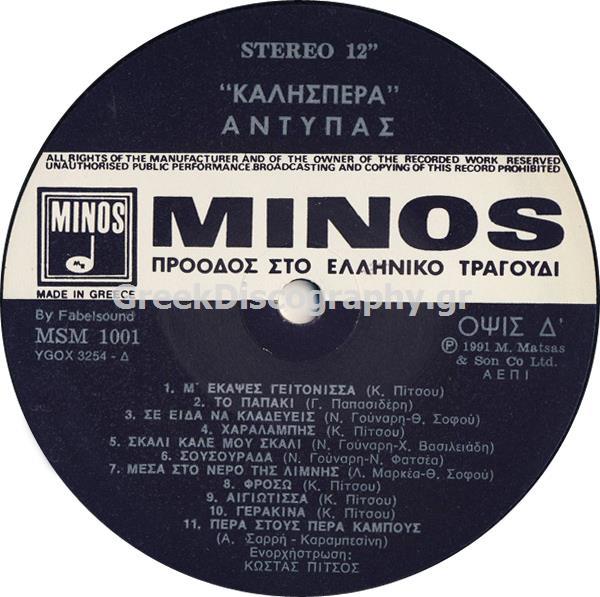 STEREO 12"
"ΚΑΛΗΣΠΕΡΑ"
ΑΝΤΥΠΑΣ
ALL RIGHTS OF THE MANUFACTURER AND OF THE OWNER OF THE RECORDED WORK RESERVED
UNAUTHORISED PUBLIC PERFORMANCE.BROADCASTING AND COPYING OF THIS RECORD PROHIBITED
MINOS
MINOS
ΠΡΟΟΔΟΣ ΣΤΟ ΕΛΛΗΝΙΚΟ ΤΡΑΓΟΥΔΙ
MADE IN GREECE
GreekDiscography.gr
By Fabelsound
MSM 1001
YGOX 3254 - Δ
ΟΨΙΣ Δ'
Ⓟ 1991 M. Matsas
& Son Co Ltd.
ΑΕΠΙ
1. Μ' ΕΚΑΨΕΣ ΓΕΙΤΟΝΙΣΣΑ (Κ. Πίτσου)
2. ΤΟ ΠΑΠΑΚΙ (Γ. Παπασιδέρη)
3. ΣΕ ΕΙΔΑ ΝΑ ΚΛΑΔΕΥΕΙΣ (Ν. Γούναρη-Θ. Σοφού)
4. ΧΑΡΑΛΑΜΠΗΣ (Κ. Πίτσου)
5. ΣΚΑΛΙ ΚΑΛΕ ΜΟΥ ΣΚΑΛΙ (Ν. Γούναρη-Χ. Βασιλειάδη)
6. ΣΟΥΣΟΥΡΑΔΑ (Ν. Γούναρη-Ν. Φατσέα)
7. ΜΕΣΑ ΣΤΟ ΝΕΡΟ ΤΗΣ ΛΙΜΝΗΣ (Λ. Μαρκέα-Θ. Σοφού)
8. ΦΡΟΣΩ (Κ. Πίτσου)
9. ΑΙΓΙΩΤΙΣΣΑ (Κ. Πίτσου)
10. ΓΕΡΑΚΙΝΑ (Κ. Πίτσου)
11. ΠΕΡΑ ΣΤΟΥΣ ΠΕΡΑ ΚΑΜΠΟΥΣ
(Α. Σαρρή - Καραμπεσίνη)
Ενορχήστρωση:
ΚΩΣΤΑΣ ΠΙΤΣΟΣ